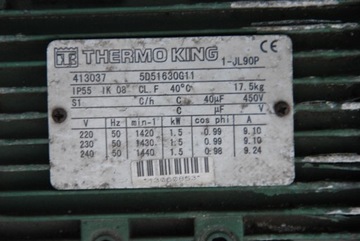 THERMO KING
1-JL90P
CE
413037 5D51630G11
IP55 IK 08 CL. F 40°C 17.5kg
S1 C/h C 40µF 450V
C µF V
V Hz min-1 kW cos phi A
220 50 1420 1.5 0.99 9.10
230 50 1430 1.5 0.99 9.10
240 50 1440 1.5 0.98 9.24